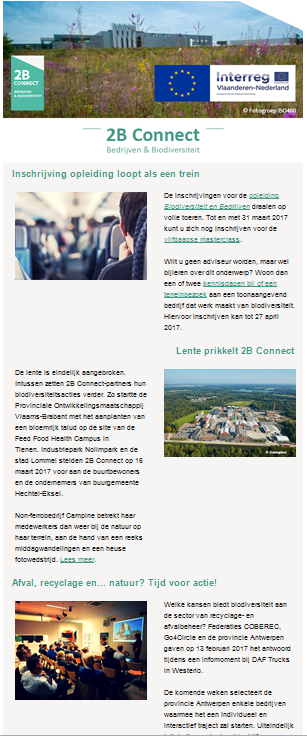 2B
CONNECT
BEDRIJVEN &
BIODIVERSITEIT
Interreg
Vlaanderen-Nederland
© Fotogroep ISO400
2B Connect
Bedrijven & Biodiversiteit
Inschrijving opleiding loopt als een trein
De inschrijvingen voor de opleiding
Biodiversiteit en Bedrijven draaien op
volle toeren. Tot en met 31 maart 2017
kunt u zich nog inschrijven voor de
vijfdaagse masterclass.
Wilt u geen adviseur worden, maar wel
bijleren over dit onderwerp? Woon dan
een of twee kennisdagen bij of een
terreinbezoek aan een toonaangevend
bedrijf dat werk maakt van biodiversiteit.
Hiervoor inschrijven kan tot 27 april
2017.
Lente prikkelt 2B Connect
De lente is eindelijk aangebroken.
Intussen zetten 2B Connect-partners hun
biodiversiteitsacties verder. Zo startte de
Provinciale Ontwikkelingsmaatschappij
Vlaams-Brabant met het aanplanten van
een bloemrijk talud op de site van de
Feed Food Health Campus in
Tienen. Industriepark Nolimpark en de
stad Lommel stelden 2B Connect op 16
maart 2017 voor aan de buurtbewoners
en de ondernemers van buurgemeente
Hechtel-Eksel.
Non-ferrobedrijf Campine betrekt haar
medewerkers dan weer bij de natuur op
haar terrein, aan de hand van een reeks
middagwandelingen en een heuse
fotowedstrijd. Lees meer.
© Campine
Afval, recyclage en... natuur? Tijd voor actie!
Welke kansen biedt biodiversiteit aan
de sector van recyclage- en
afvalbeheer? Federaties COBEREC,
Go4Circle en de provincie Antwerpen
gaven op 13 februari 2017 het antwoord
tijdens een infomoment bij DAF Trucks
in Westerlo.
De komende weken selecteert de
provincie Antwerpen enkele bedrijven
waarmee het een individueel en
interactief traject zal starten. Uiteindelijk